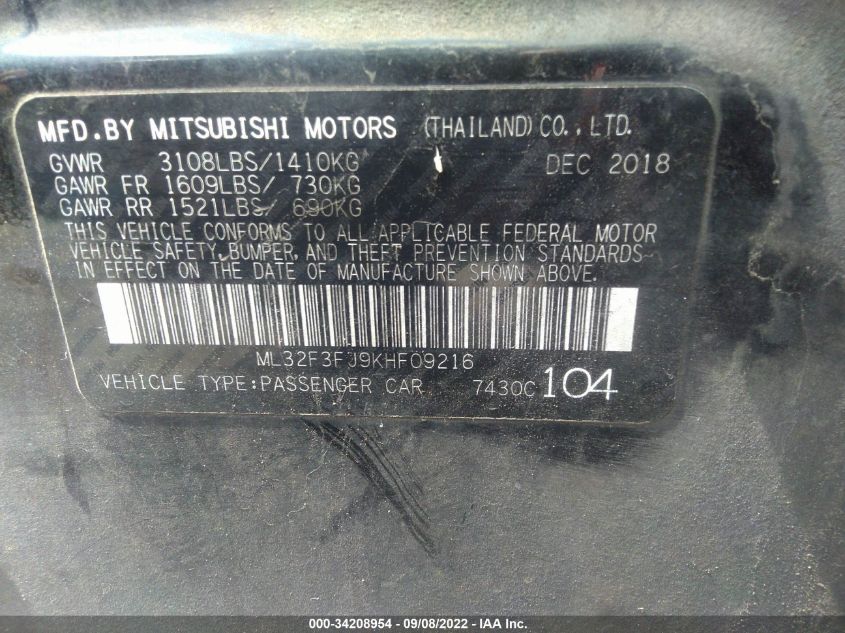 MFD.BY MITSUBISHI MOTORS (THAILAND) CO., LTD.
GVWR 3108LBS/1410KG DEC 2018
GAWR FR 1609LBS/ 730KG
GAWR RR 1521LBS/ 690KG
THIS VEHICLE CONFORMS TO ALL APPLICABLE FEDERAL MOTOR
VEHICLE SAFETY, BUMPER, AND THEFT PREVENTION STANDARDS
IN EFFECT ON THE DATE OF MANUFACTURE SHOWN ABOVE.
ML32F3FJ9KHF09216
VEHICLE TYPE:PASSENGER CAR 7430C 104
000-34208954 - 09/08/2022 - IAA Inc.